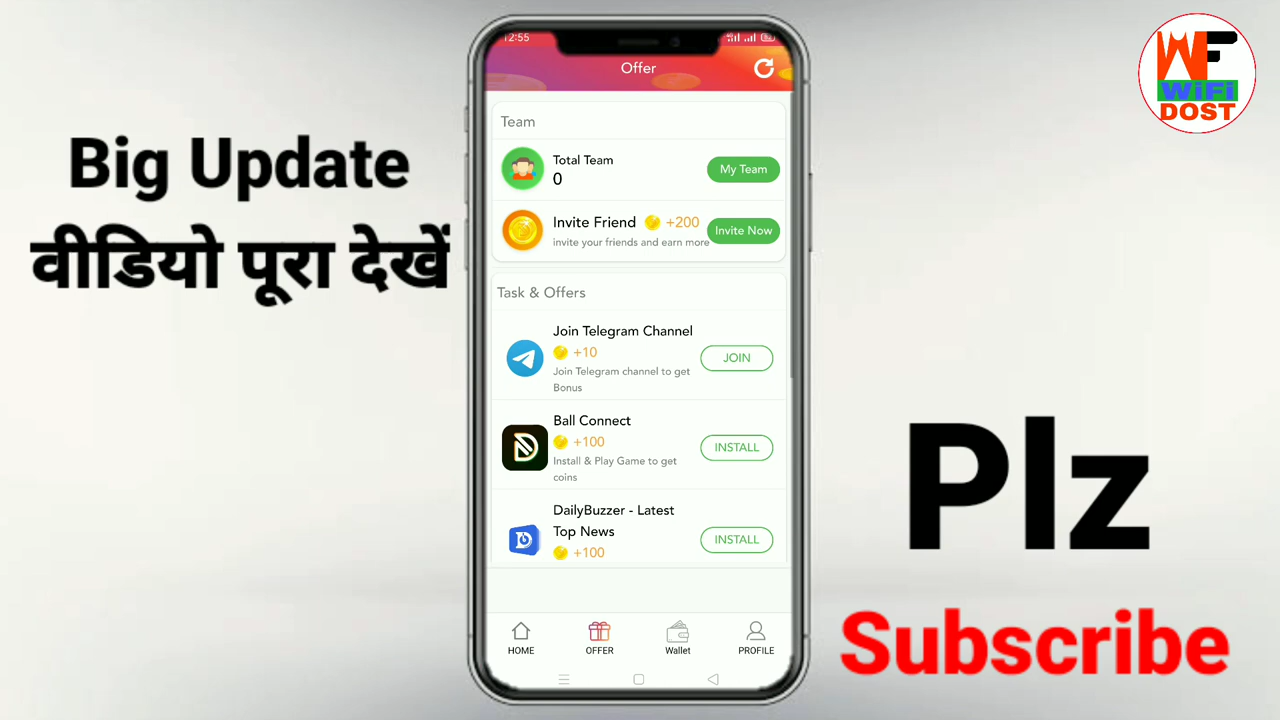 Big Update
वीडियो पूरा देखें
12:55
Offer
WF
WiFi
DOST
Team
Total Team
0
My Team
Invite Friend +200
invite your friends and earn more
Invite Now
Task & Offers
Join Telegram Channel
+10
Join Telegram channel to get
Bonus
JOIN
Ball Connect
+100
Install & Play Game to get
coins
INSTALL
DailyBuzzer - Latest
Top News
+100
INSTALL
HOME
OFFER
Wallet
PROFILE
Plz
Subscribe